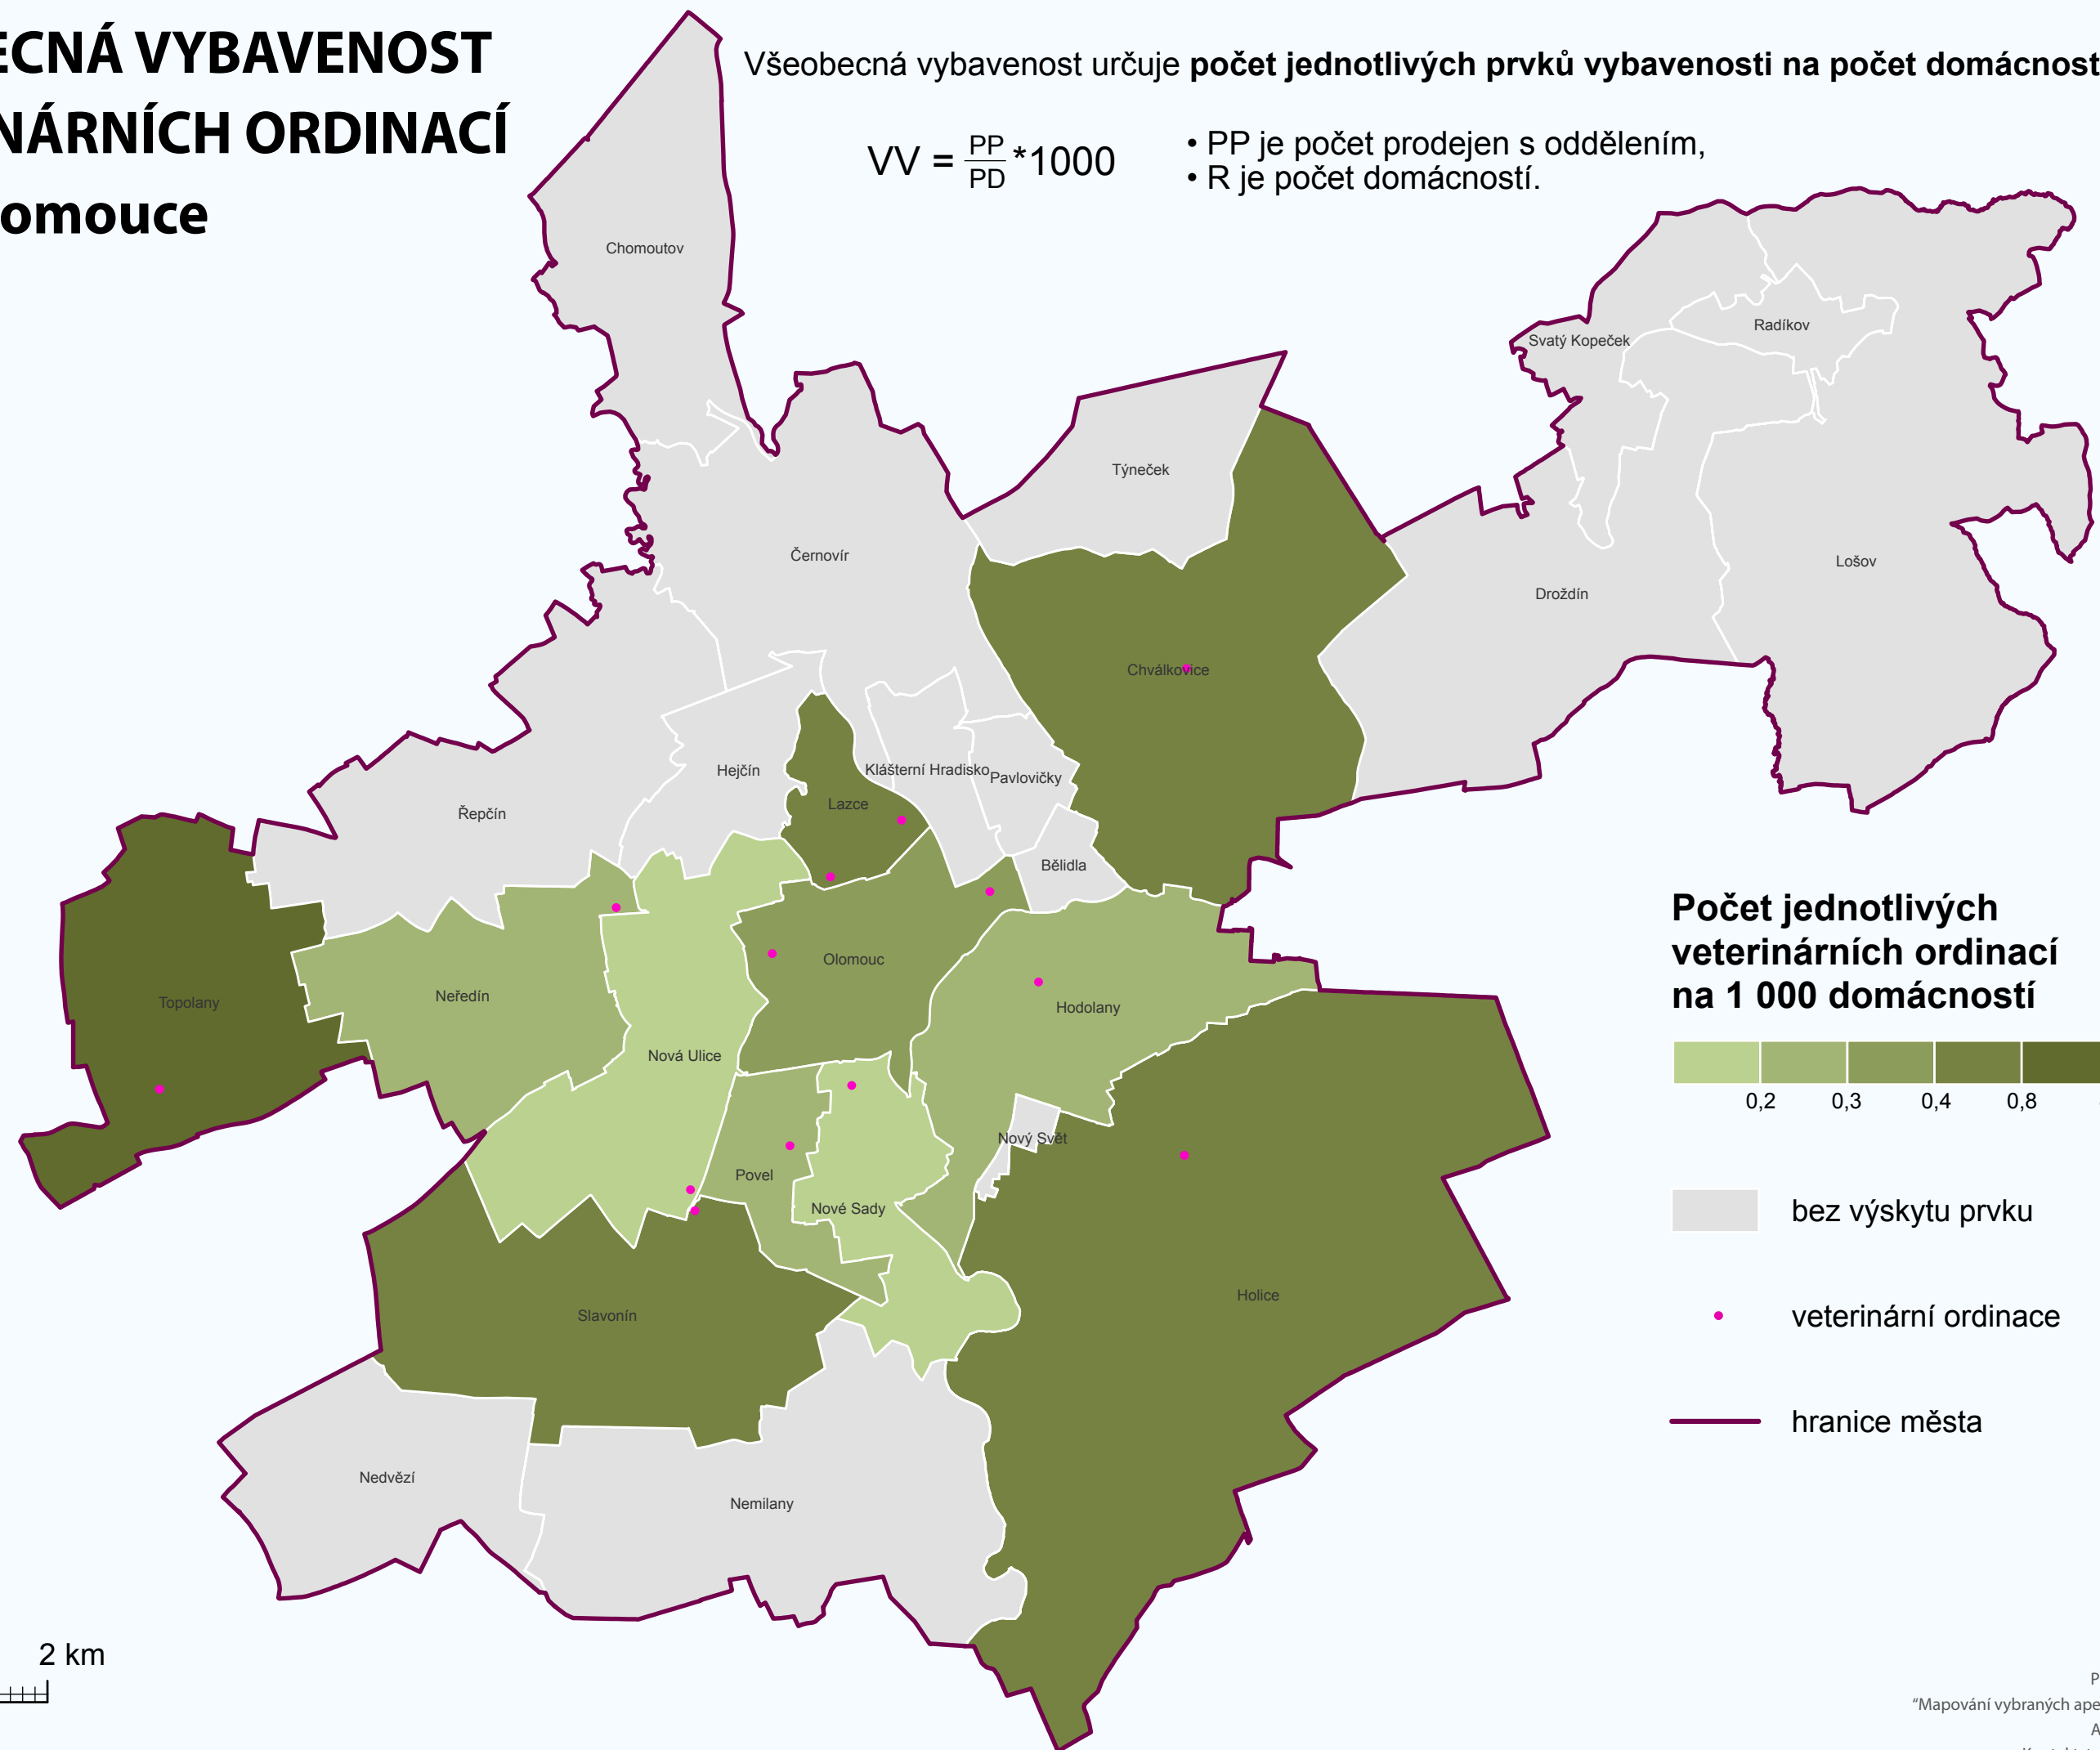 ECNÁ VYBAVENOST
NÁRNÍCH ORDINACÍ
omouce
Všeobecná vybavenost určuje počet jednotlivých prvků vybavenosti na počet domácnost
VV = PP/PD *1000
• PP je počet prodejen s oddělením,
• R je počet domácností.
Chomoutov
Radíkov
Svatý Kopeček
Týneček
Černovír
Lošov
Droždín
Chválkovice
Hejčín
Klášterní Hradisko
Pavlovičky
Lazce
Řepčín
Bělidla
Olomouc
Neředín
Topolany
Hodolany
Nová Ulice
Nový Svět
Povel
Nové Sady
Holice
Slavonín
Nedvězí
Nemilany
Počet jednotlivých
veterinárních ordinací
na 1 000 domácností
0,2 0,3 0,4 0,8
bez výskytu prvku
veterinární ordinace
hranice města
2 km
P
“Mapování vybraných ape
A